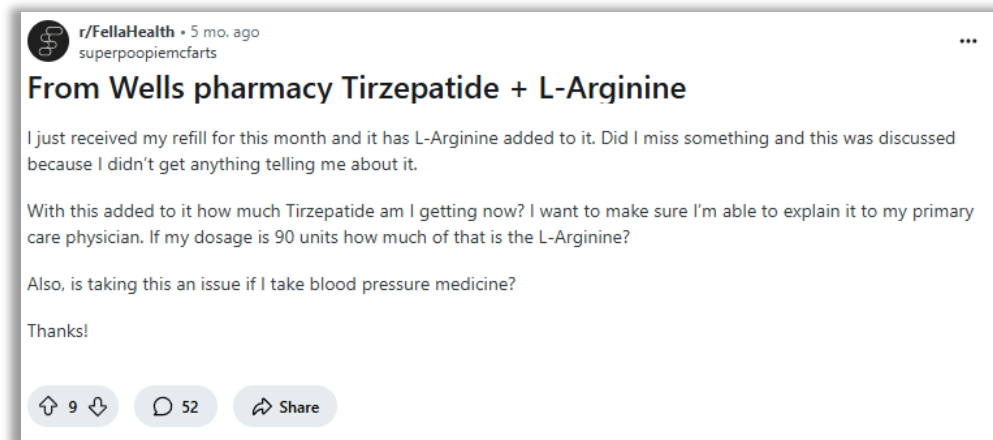 r/FellaHealth • 5 mo. ago
superpoopiemcfarts
From Wells pharmacy Tirzepatide + L-Arginine
I just received my refill for this month and it has L-Arginine added to it. Did I miss something and this was discussed
because I didn’t get anything telling me about it.
With this added to it how much Tirzepatide am I getting now? I want to make sure I’m able to explain it to my primary
care physician. If my dosage is 90 units how much of that is the L-Arginine?
Also, is taking this an issue if I take blood pressure medicine?
Thanks!
9 52 Share